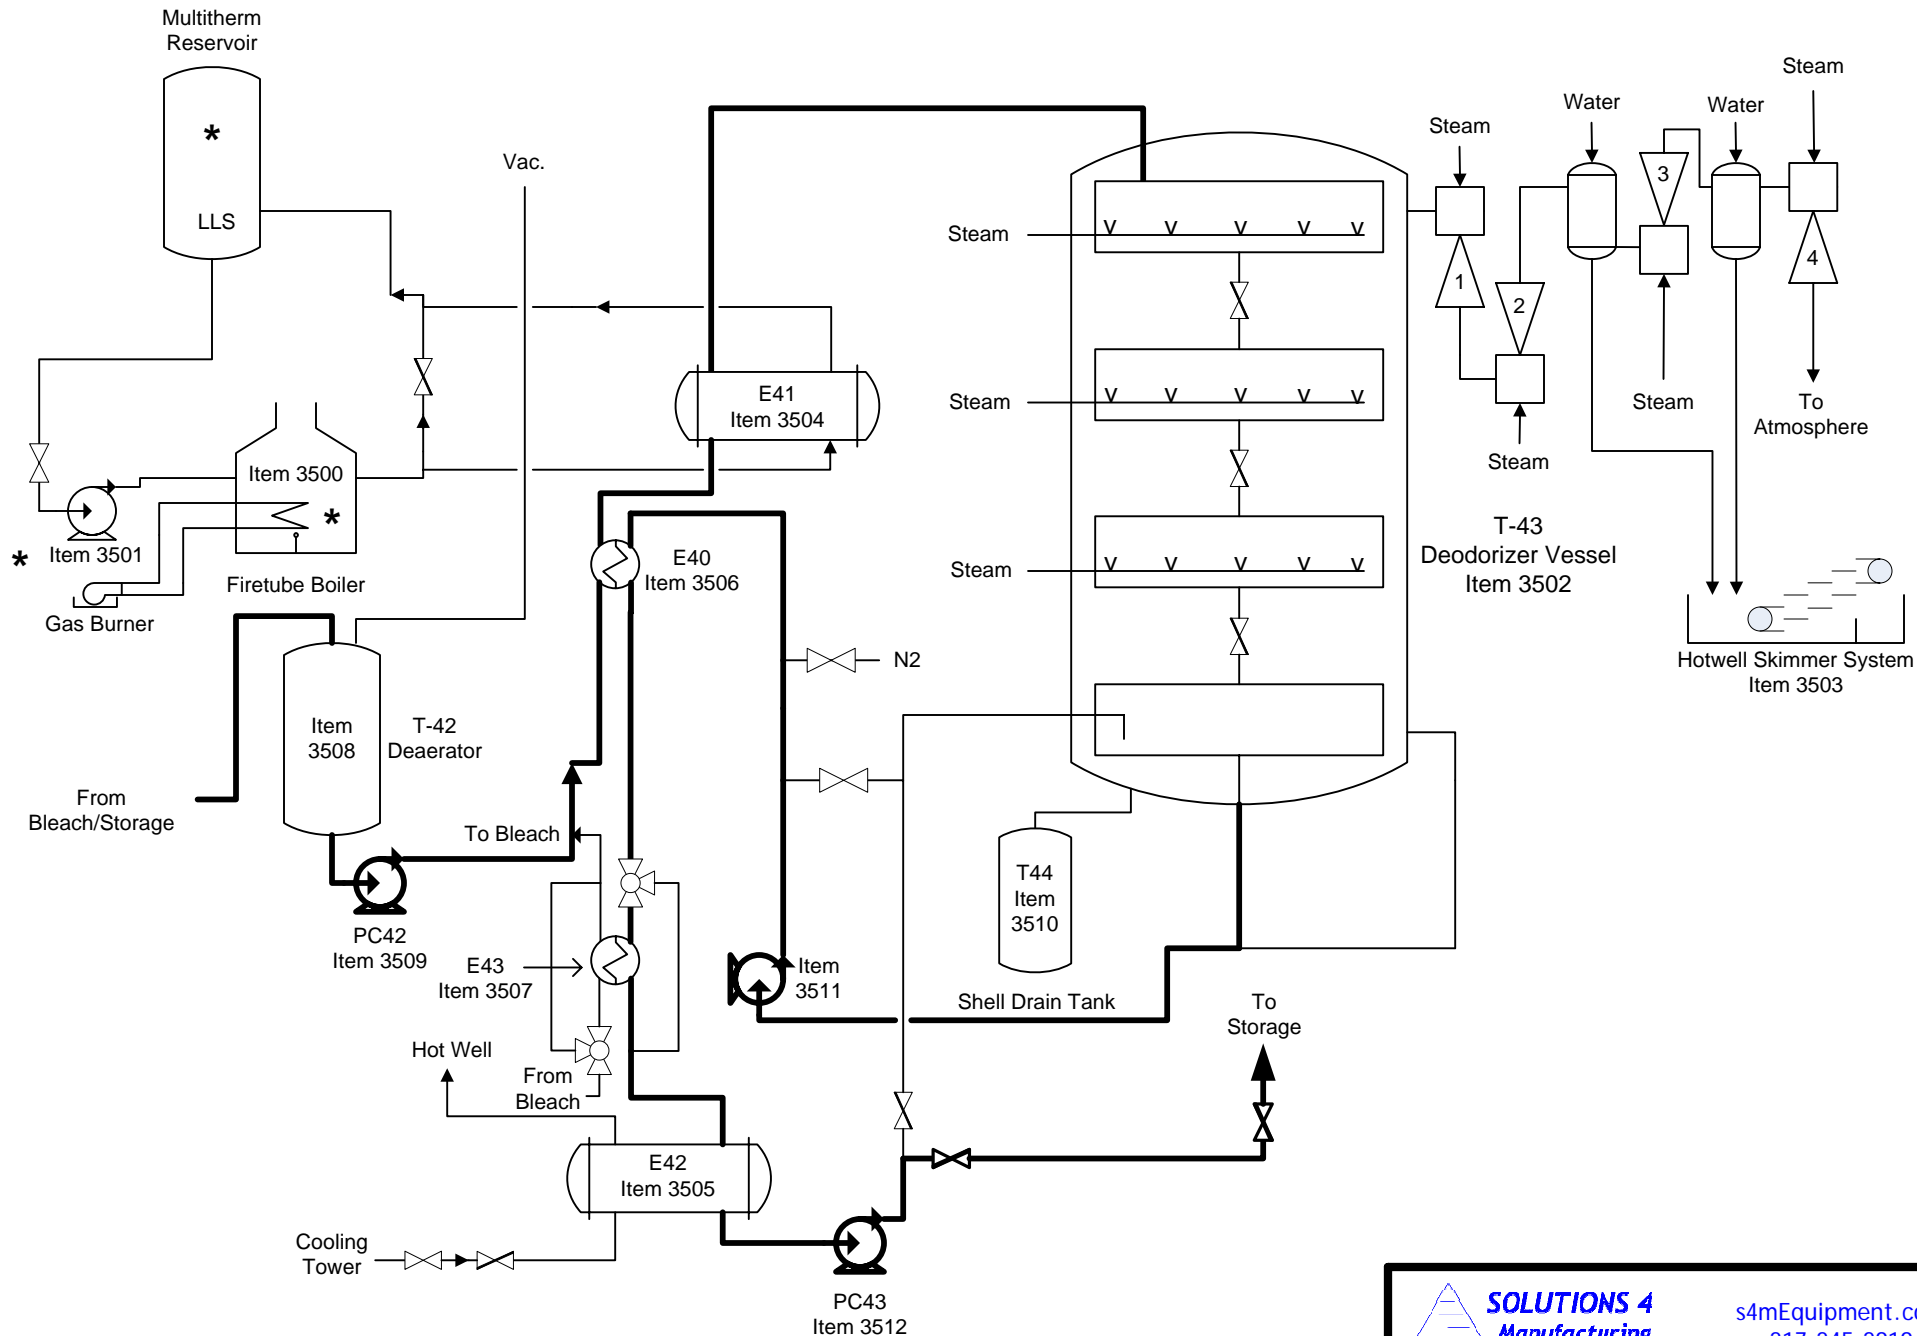 Multitherm
Reservoir
*
LLS
Vac.
Steam
Water
Water
Steam
Steam
Steam
Steam
1
2
3
4
Steam
Steam
To
Atmosphere
E41
Item 3504
Item 3500
*
Item 3501
*
Firetube Boiler
Gas Burner
E40
Item 3506
T-43
Deodorizer Vessel
Item 3502
Hotwell Skimmer System
Item 3503
N2
Item
3508
T-42
Deaerator
From
Bleach/Storage
To Bleach
PC42
Item 3509
E43
Item 3507
Item
3511
T44
Item
3510
Shell Drain Tank
To
Storage
Hot Well
From
Bleach
E42
Item 3505
Cooling
Tower
PC43
Item 3512
SOLUTIONS 4
Manufacturing